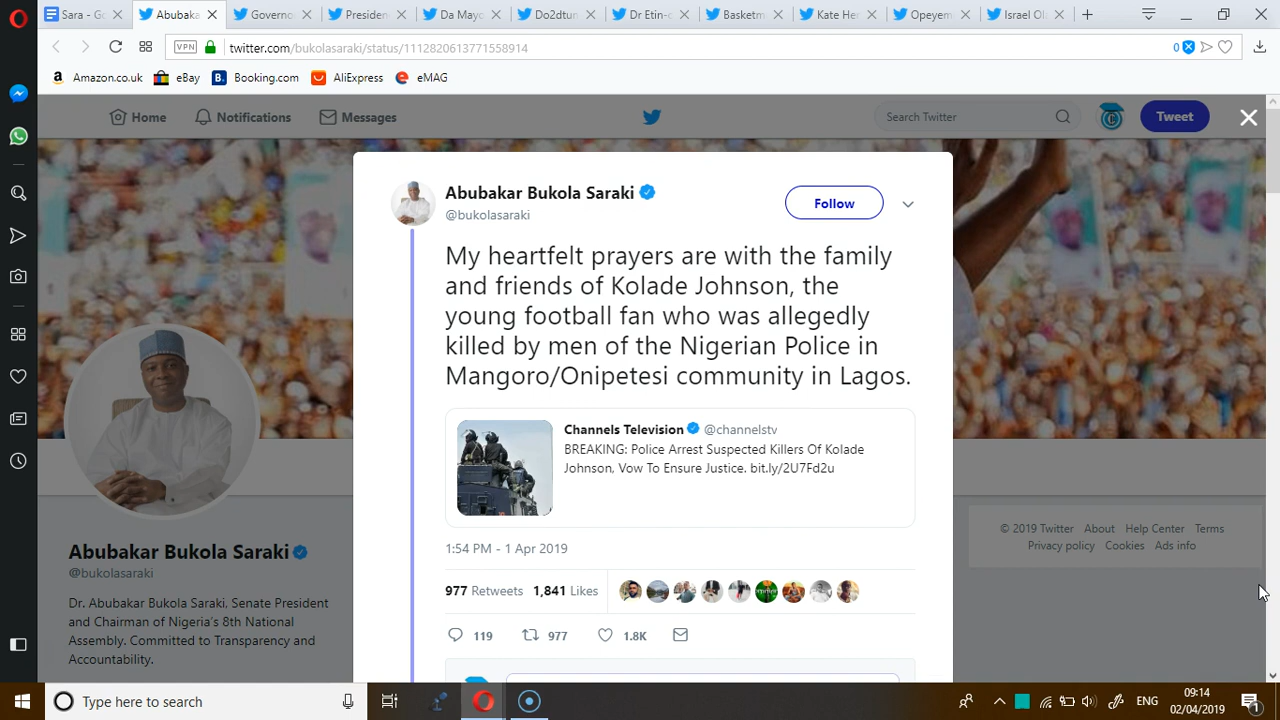 Sara - Go
Abubaka
Governo
Presiden
Da Mayo
Do2dtun
Dr Etin-o
Basketm
Kate Her
Opeyem
Israel Ol
VPN
twitter.com/bukolasaraki/status/1112820613771558914
0
Amazon.co.uk
eBay
B.
Booking.com
AliExpress
eMAG
Home
Notifications
Messages
Search Twitter
Tweet
Abubakar Bukola Saraki
@bukolasaraki
Follow
My heartfelt prayers are with the family
and friends of Kolade Johnson, the
young football fan who was allegedly
killed by men of the Nigerian Police in
Mangoro/Onipetesi community in Lagos.
Channels Television @channelstv
BREAKING: Police Arrest Suspected Killers Of Kolade
Johnson, Vow To Ensure Justice. bit.ly/2U7Fd2u
1:54 PM - 1 Apr 2019
977 Retweets 1,841 Likes
119 977 1.8K
Abubakar Bukola Saraki
@bukolasaraki
Dr. Abubakar Bukola Saraki, Senate President
and Chairman of Nigeria's 8th National
Assembly. Committed to Transparency and
Accountability.
© 2019 Twitter About Help Center Terms
Privacy policy Cookies Ads info
Type here to search
ENG
09:14
02/04/2019
1